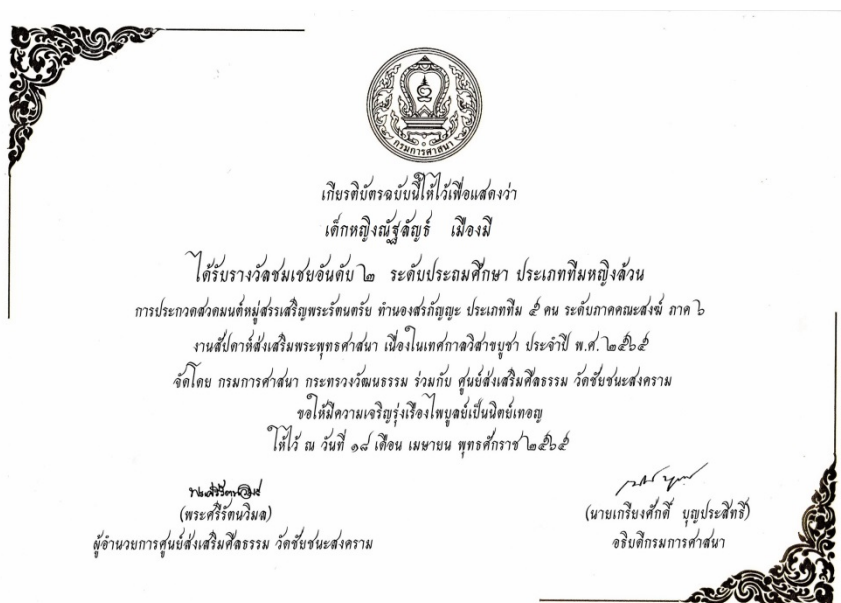 กรมการศาสนา
เกียรติบัตรฉบับนี้ให้ไว้เพื่อแสดงว่า
เด็กหญิงณัฐสัญธ์ เมืองมี
ได้รับรางวัลชมเชยอันดับ ๒ ระดับประถมศึกษา ประเภททีมหญิงล้วน
การประกวดสวดมนต์หมู่สรรเสริญพระรัตนตรัย ทำนองสรภัญญะ ประเภททีม ๕ คน ระดับภาคคณะสงฆ์ ภาค ๖
งานสัปดาห์ส่งเสริมพระพุทธศาสนา เนื่องในเทศกาลวิสาขบูชา ประจำปี พ.ศ. ๒๕๖๕
จัดโดย กรมการศาสนา กระทรวงวัฒนธรรม ร่วมกับ ศูนย์ส่งเสริมศีลธรรม วัดชัยชนะสงคราม
ขอให้มีความเจริญรุ่งเรืองไพบูลย์เป็นนิตย์เทอญ
ให้ไว้ ณ วันที่ ๑๘ เดือน เมษายน พุทธศักราช ๒๕๖๕
พระศรีรัตนวิมล
(พระศรีรัตนวิมล)
ผู้อำนวยการศูนย์ส่งเสริมศีลธรรม วัดชัยชนะสงคราม
(นายเกรียงศักดิ์ บุญประสิทธิ์)
อธิบดีกรมการศาสนา